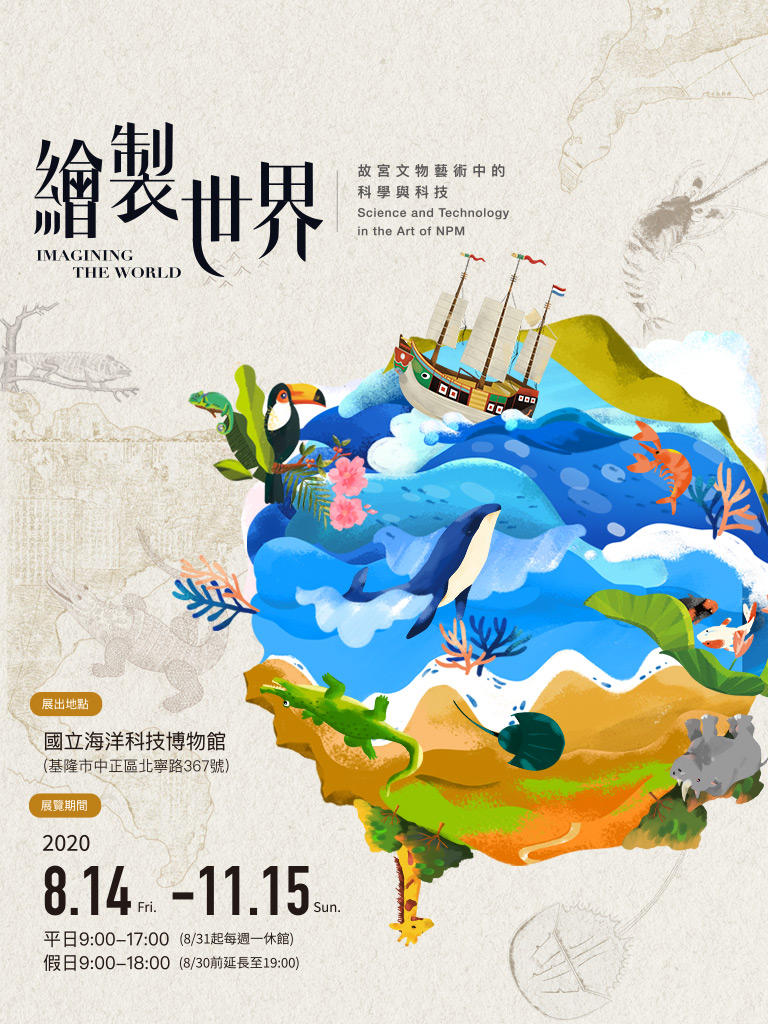 繪製世界
IMAGINING
THE WORLD
故宮文物藝術中的
科學與科技
Science and Technology
in the Art of NPM
展出地點
國立海洋科技博物館
(基隆市中正區北寧路367號)
展覽期間
2020
8.14 Fri. –11.15 Sun.
平日9:00–17:00 (8/31起每週一休館)
假日9:00–18:00 (8/30前延長至19:00)